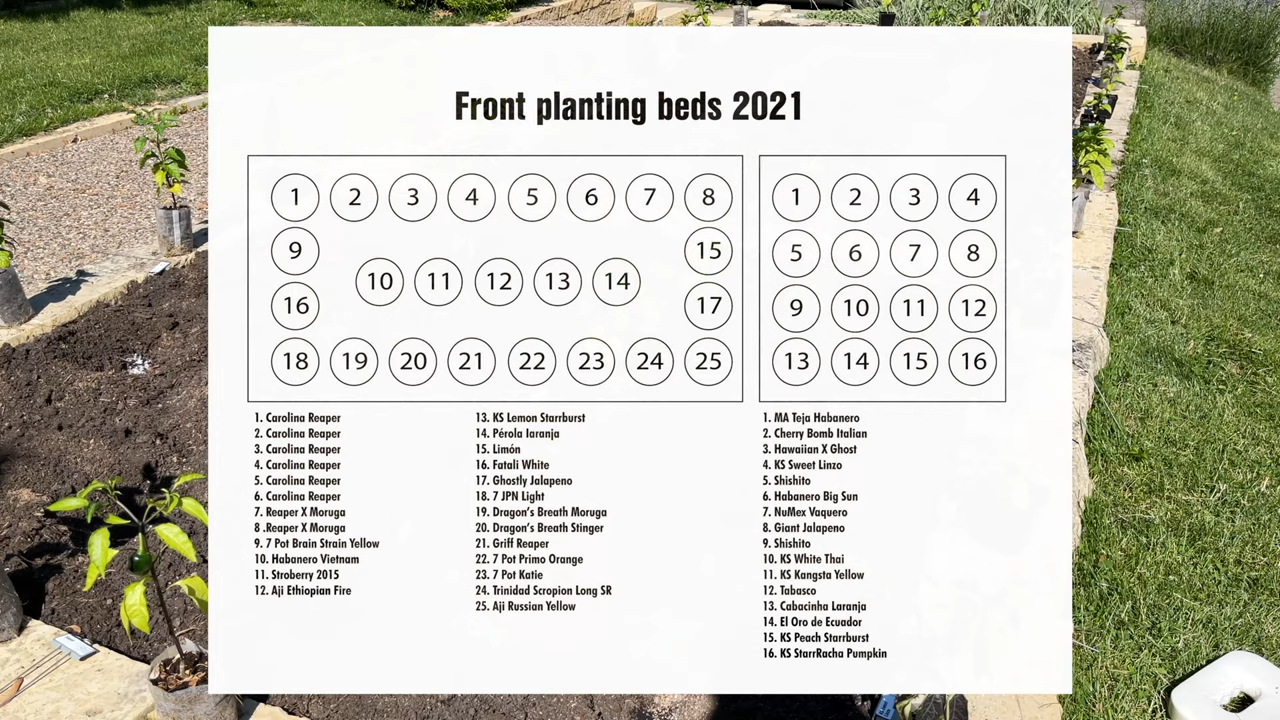 Front planting beds 2021
1 2 3 4 5 6 7 8
9 15
10 11 12 13 14
16 17
18 19 20 21 22 23 24 25
1 2 3 4
5 6 7 8
9 10 11 12
13 14 15 16
1. Carolina Reaper
2. Carolina Reaper
3. Carolina Reaper
4. Carolina Reaper
5. Carolina Reaper
6. Carolina Reaper
7. Reaper X Moruga
8 .Reaper X Moruga
9. 7 Pot Brain Strain Yellow
10. Habanero Vietnam
11. Stroberry 2015
12. Aji Ethiopian Fire
13. KS Lemon Starrburst
14. Pérola Iaranja
15. Limón
16. Fatali White
17. Ghostly Jalapeno
18. 7 JPN Light
19. Dragon's Breath Moruga
20. Dragon's Breath Stinger
21. Griff Reaper
22. 7 Pot Primo Orange
23. 7 Pot Katie
24. Trinidad Scropion Long SR
25. Aji Russian Yellow
1. MA Teja Habanero
2. Cherry Bomb Italian
3. Hawaiian X Ghost
4. KS Sweet Linzo
5. Shishito
6. Habanero Big Sun
7. NuMex Vaquero
8. Giant Jalapeno
9. Shishito
10. KS White Thai
11. KS Kangsta Yellow
12. Tabasco
13. Cabacinha Laranja
14. El Oro de Ecuador
15. KS Peach Starrburst
16. KS StarrRacha Pumpkin